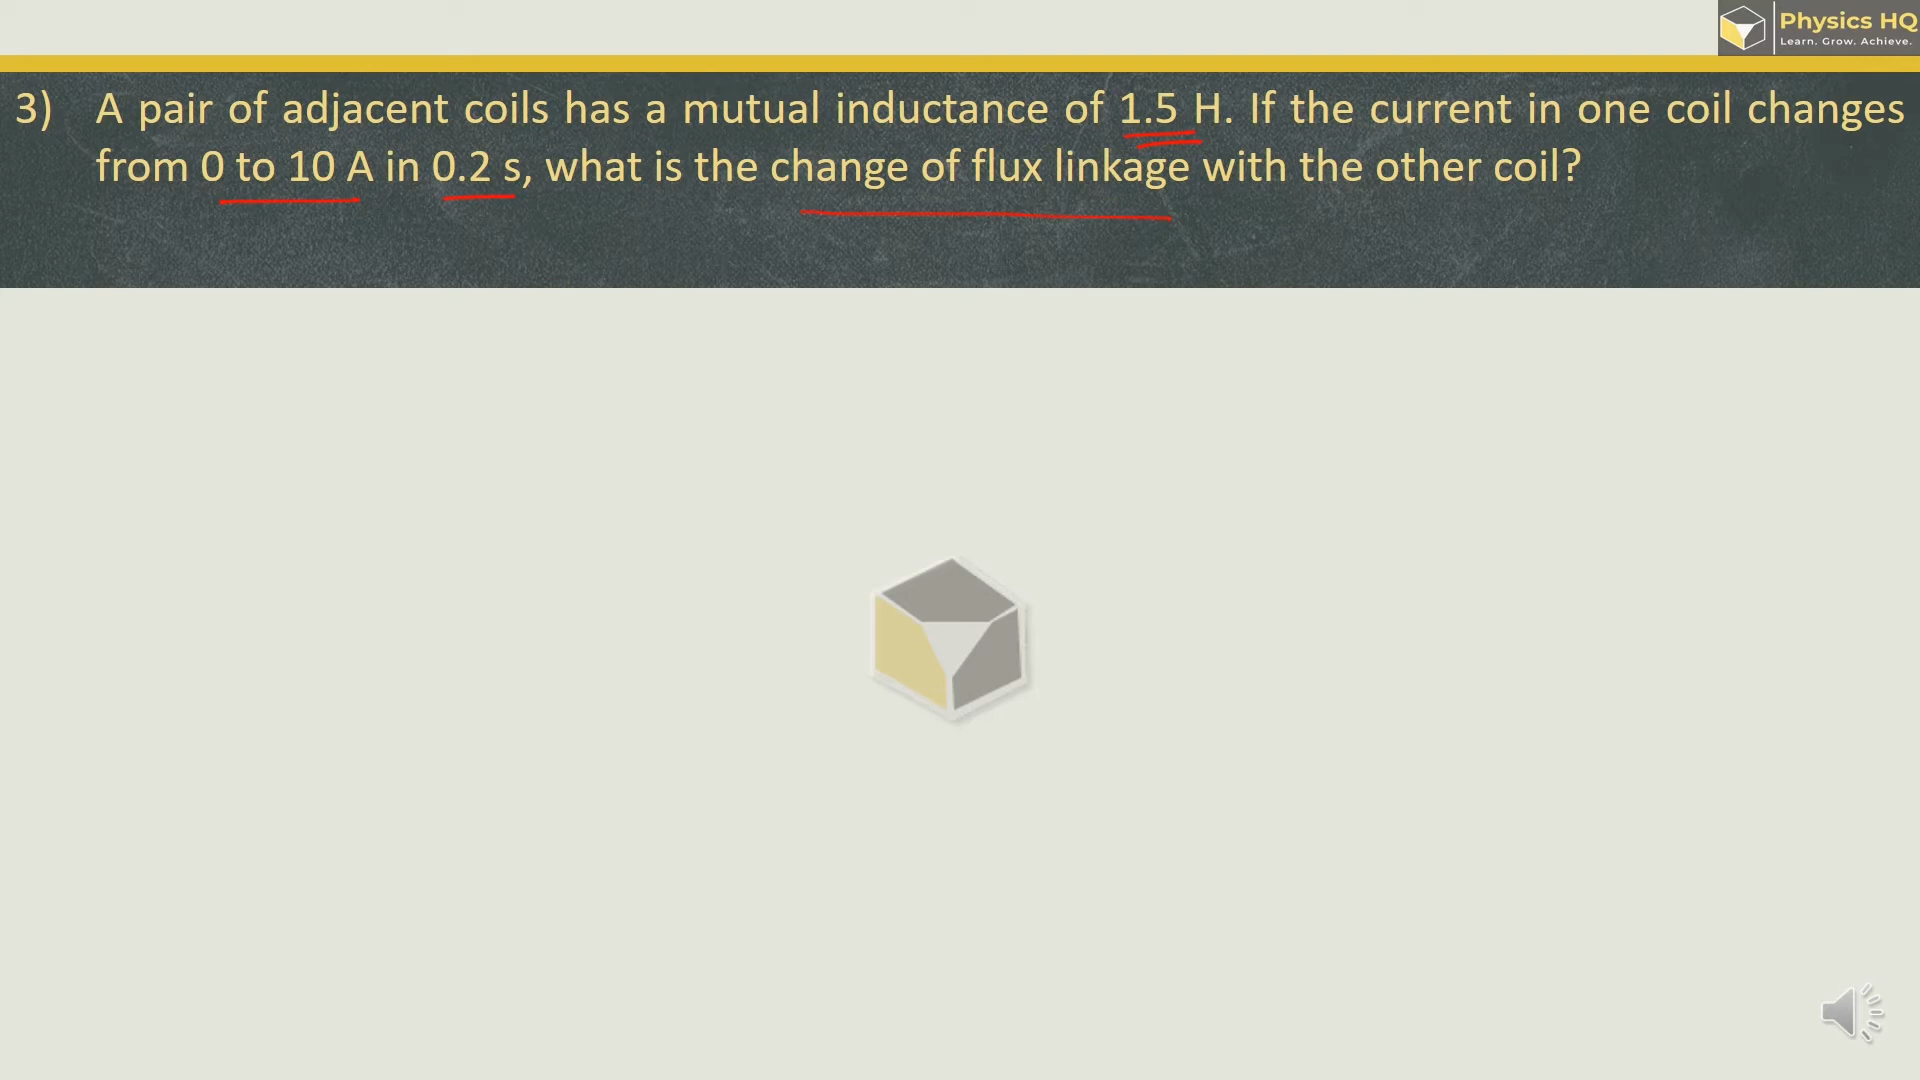 Physics HQ
Learn. Grow. Achieve.
3) A pair of adjacent coils has a mutual inductance of 1.5 H. If the current in one coil changes
from 0 to 10 A in 0.2 s, what is the change of flux linkage with the other coil?